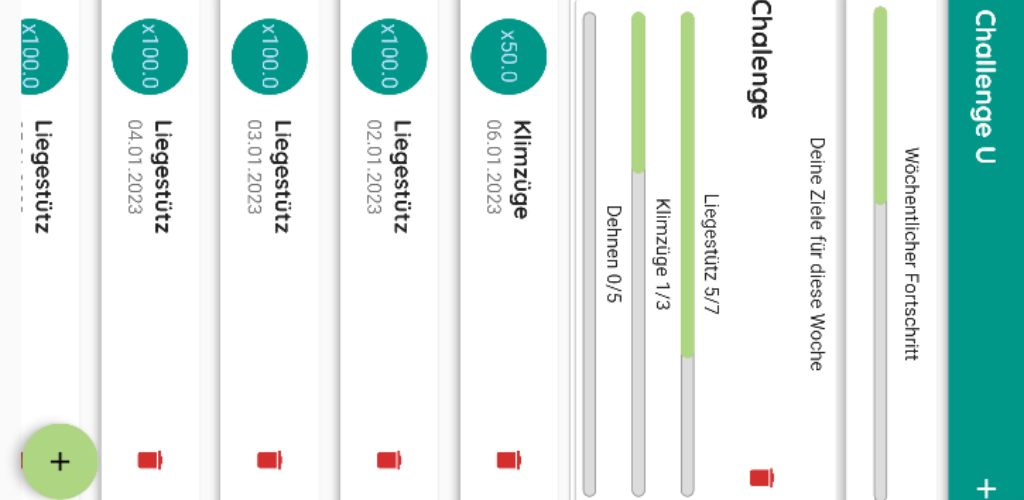 Challenge U +
Wöchentlicher Fortschritt
Deine Ziele für diese Woche
Chalenge
Liegestütz 5/7
Klimzüge 1/3
Dehnen 0/5
x50.0
Klimzüge
06.01.2023
x100.0
Liegestütz
02.01.2023
x100.0
Liegestütz
03.01.2023
x100.0
Liegestütz
04.01.2023
x100.0
Liegestütz
+